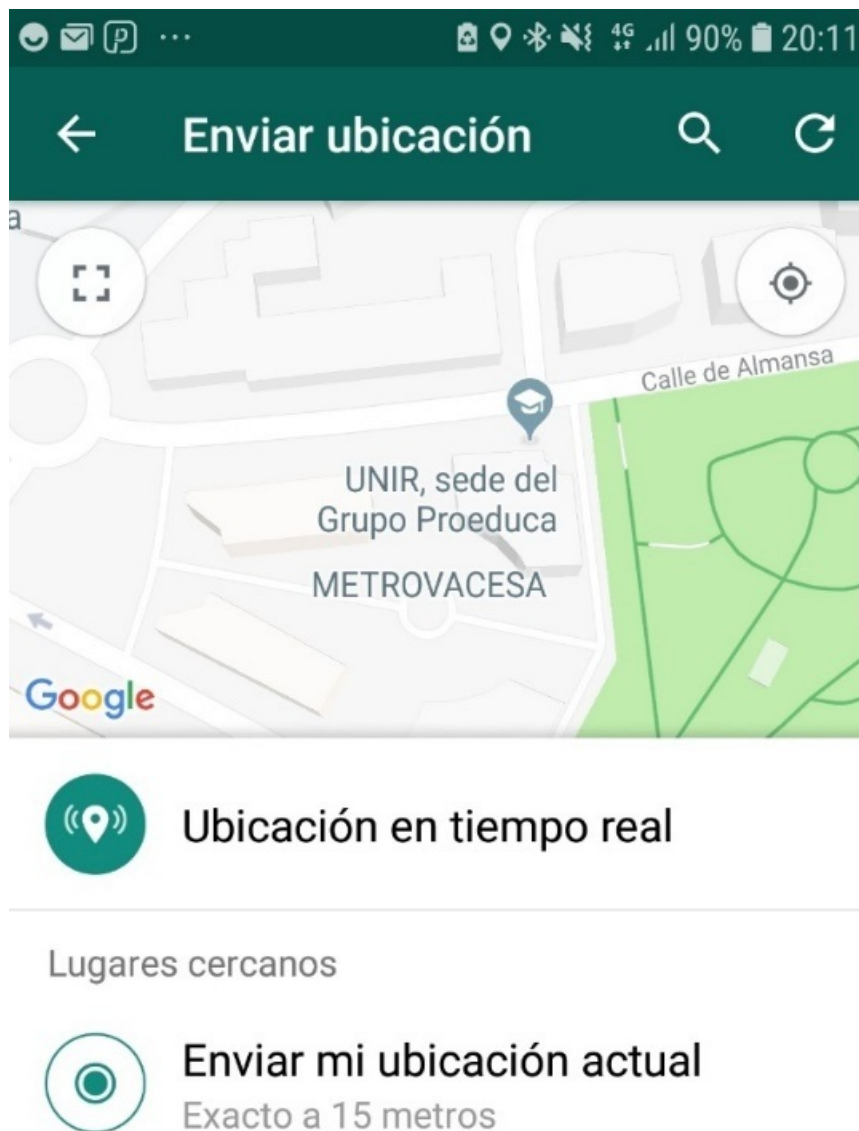 4G 90% 20:11
Enviar ubicación
a
Calle de Almansa
UNIR, sede del
Grupo Proeduca
METROVACESA
Google
Ubicación en tiempo real
Lugares cercanos
Enviar mi ubicación actual
Exacto a 15 metros